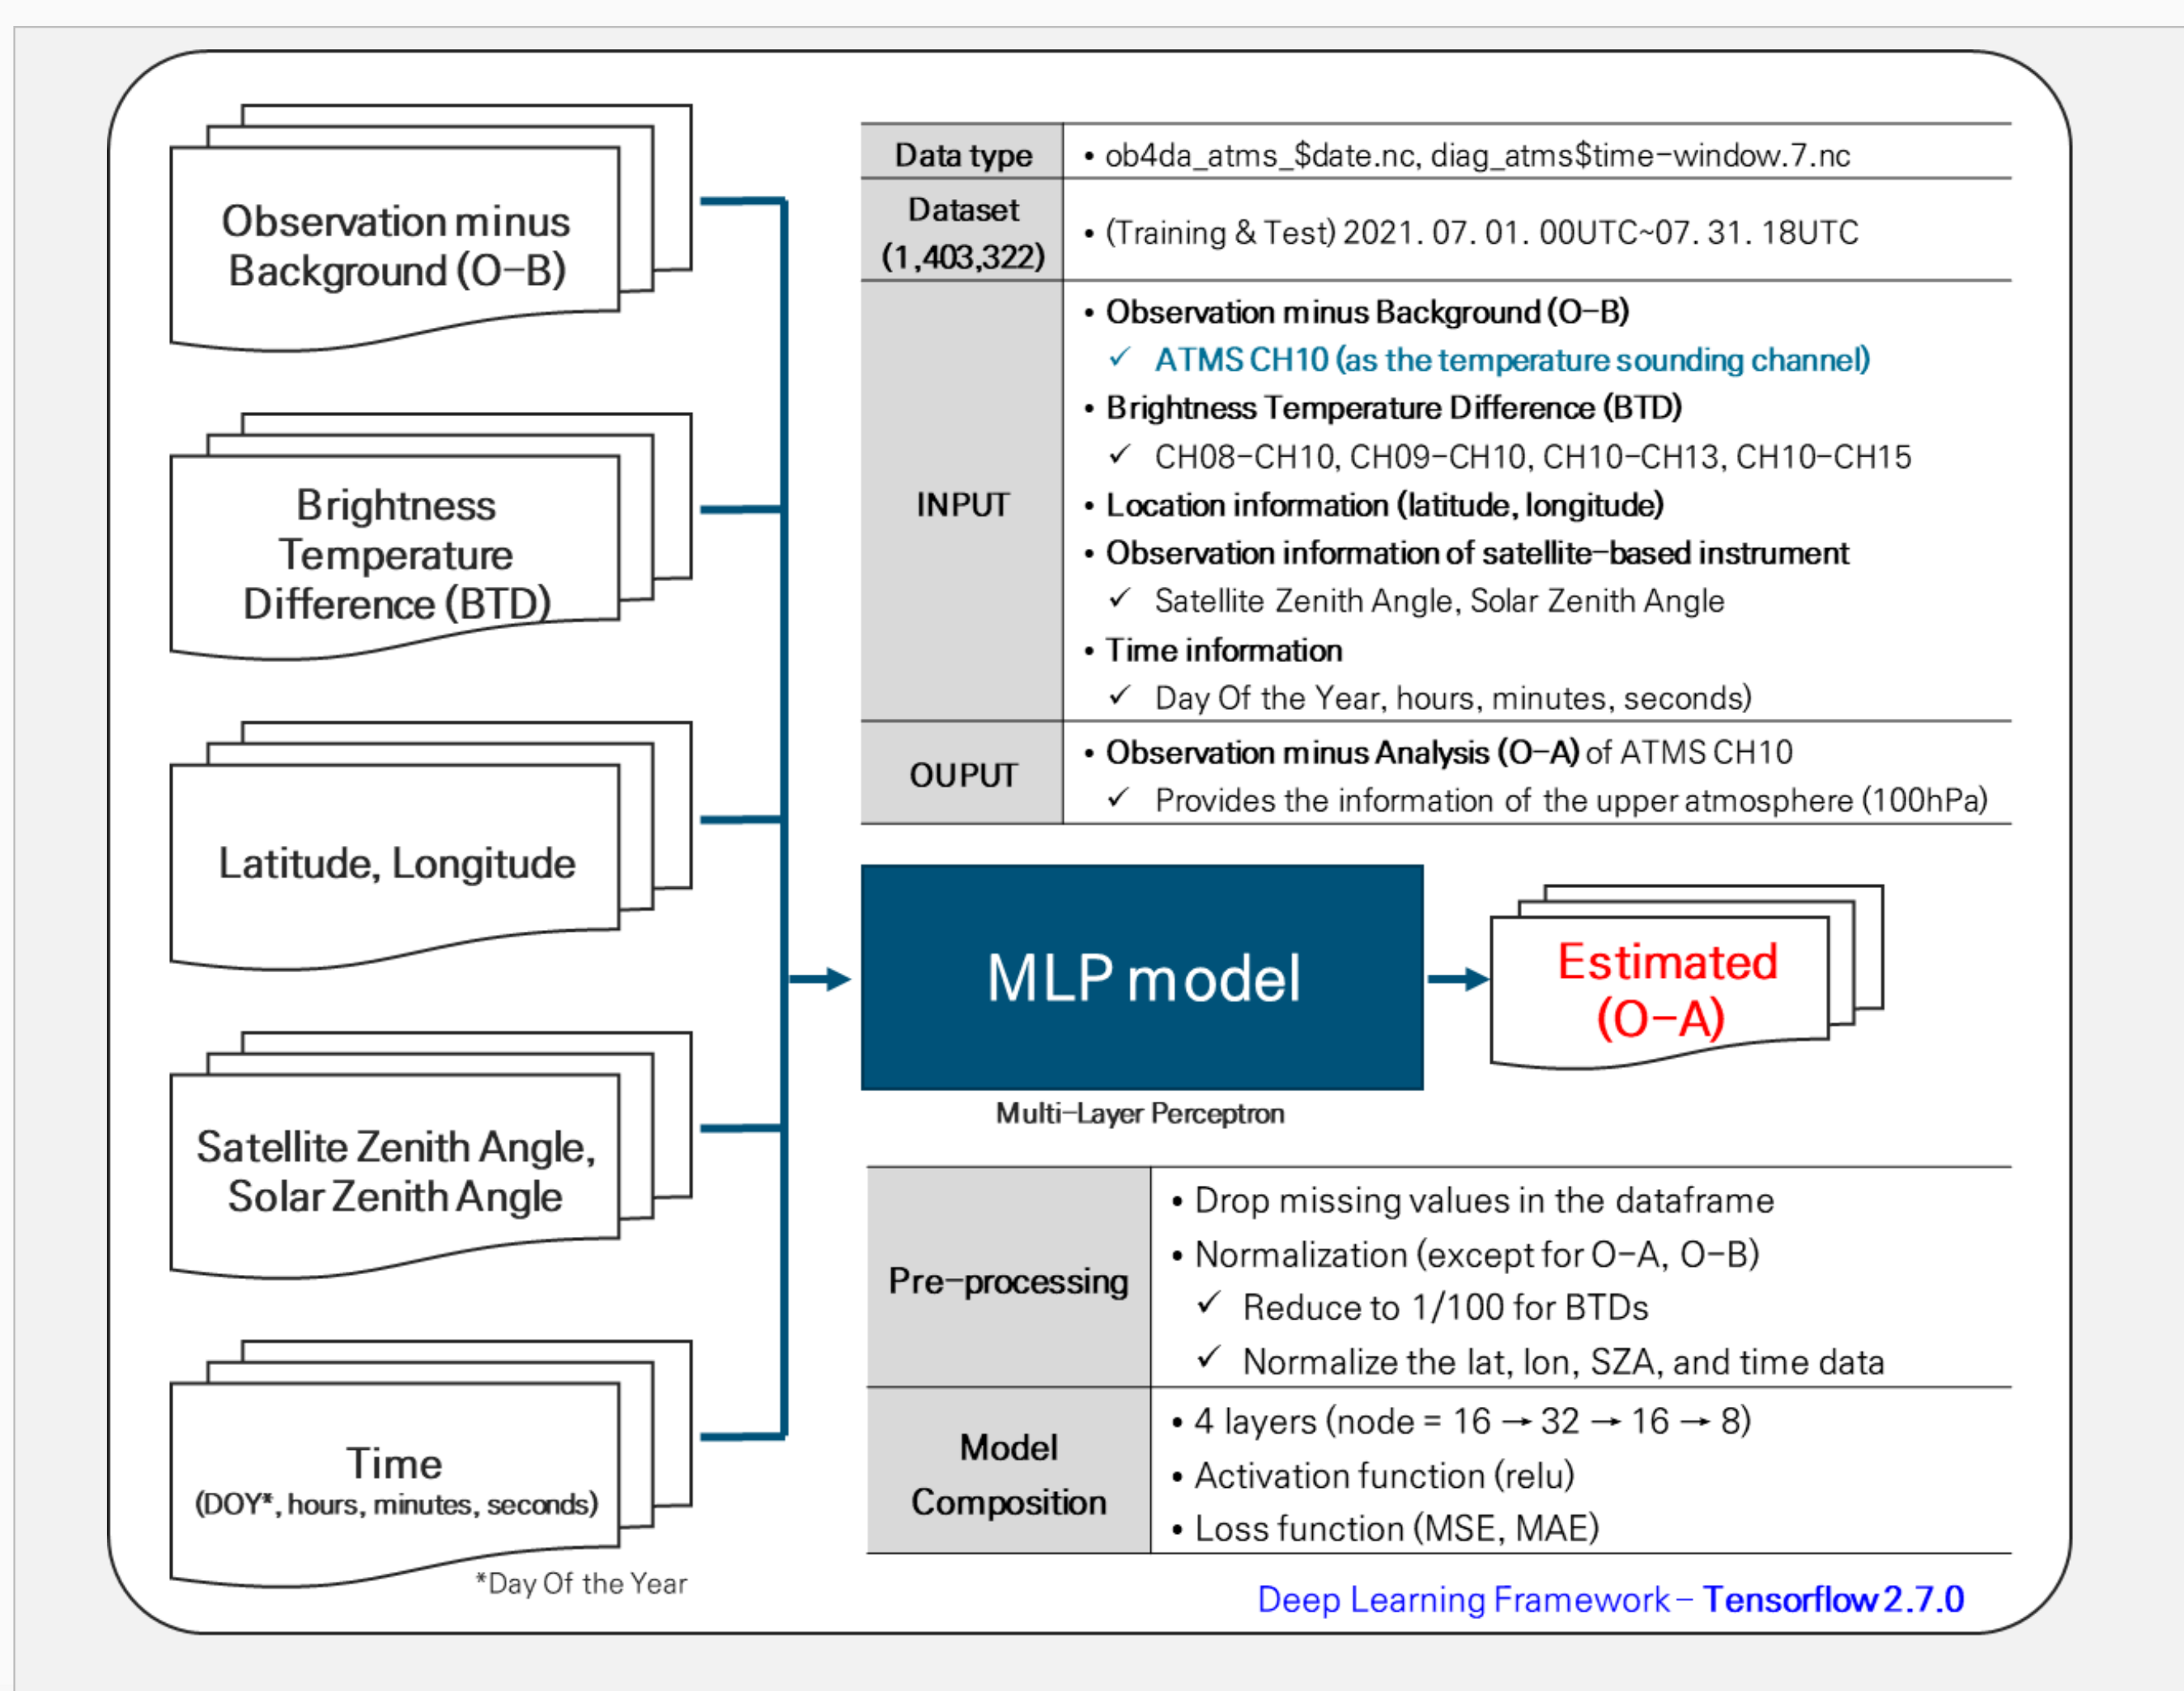 Observation minus
Background (O-B)
Brightness
Temperature
Difference (BTD)
Latitude, Longitude
Satellite Zenith Angle,
Solar Zenith Angle
Time
(DOY*, hours, minutes, seconds)
*Day Of the Year
Data type
• ob4da_atms_$date.nc, diag_atms$time-window.7.nc
Dataset
(1,403,322)
• (Training & Test) 2021. 07. 01. 00UTC~07. 31. 18UTC
INPUT
• Observation minus Background (O-B)
✓ ATMS CH10 (as the temperature sounding channel)
• Brightness Temperature Difference (BTD)
✓ CH08-CH10, CH09-CH10, CH10-CH13, CH10-CH15
• Location information (latitude, longitude)
• Observation information of satellite-based instrument
✓ Satellite Zenith Angle, Solar Zenith Angle
• Time information
✓ Day Of the Year, hours, minutes, seconds)
OUPUT
• Observation minus Analysis (O-A) of ATMS CH10
✓ Provides the information of the upper atmosphere (100hPa)
MLP model
Multi-Layer Perceptron
Estimated
(O-A)
Pre-processing
• Drop missing values in the dataframe
• Normalization (except for O-A, O-B)
✓ Reduce to 1/100 for BTDs
✓ Normalize the lat, lon, SZA, and time data
Model
Composition
• 4 layers (node = 16 → 32 → 16 → 8)
• Activation function (relu)
• Loss function (MSE, MAE)
Deep Learning Framework - Tensorflow 2.7.0